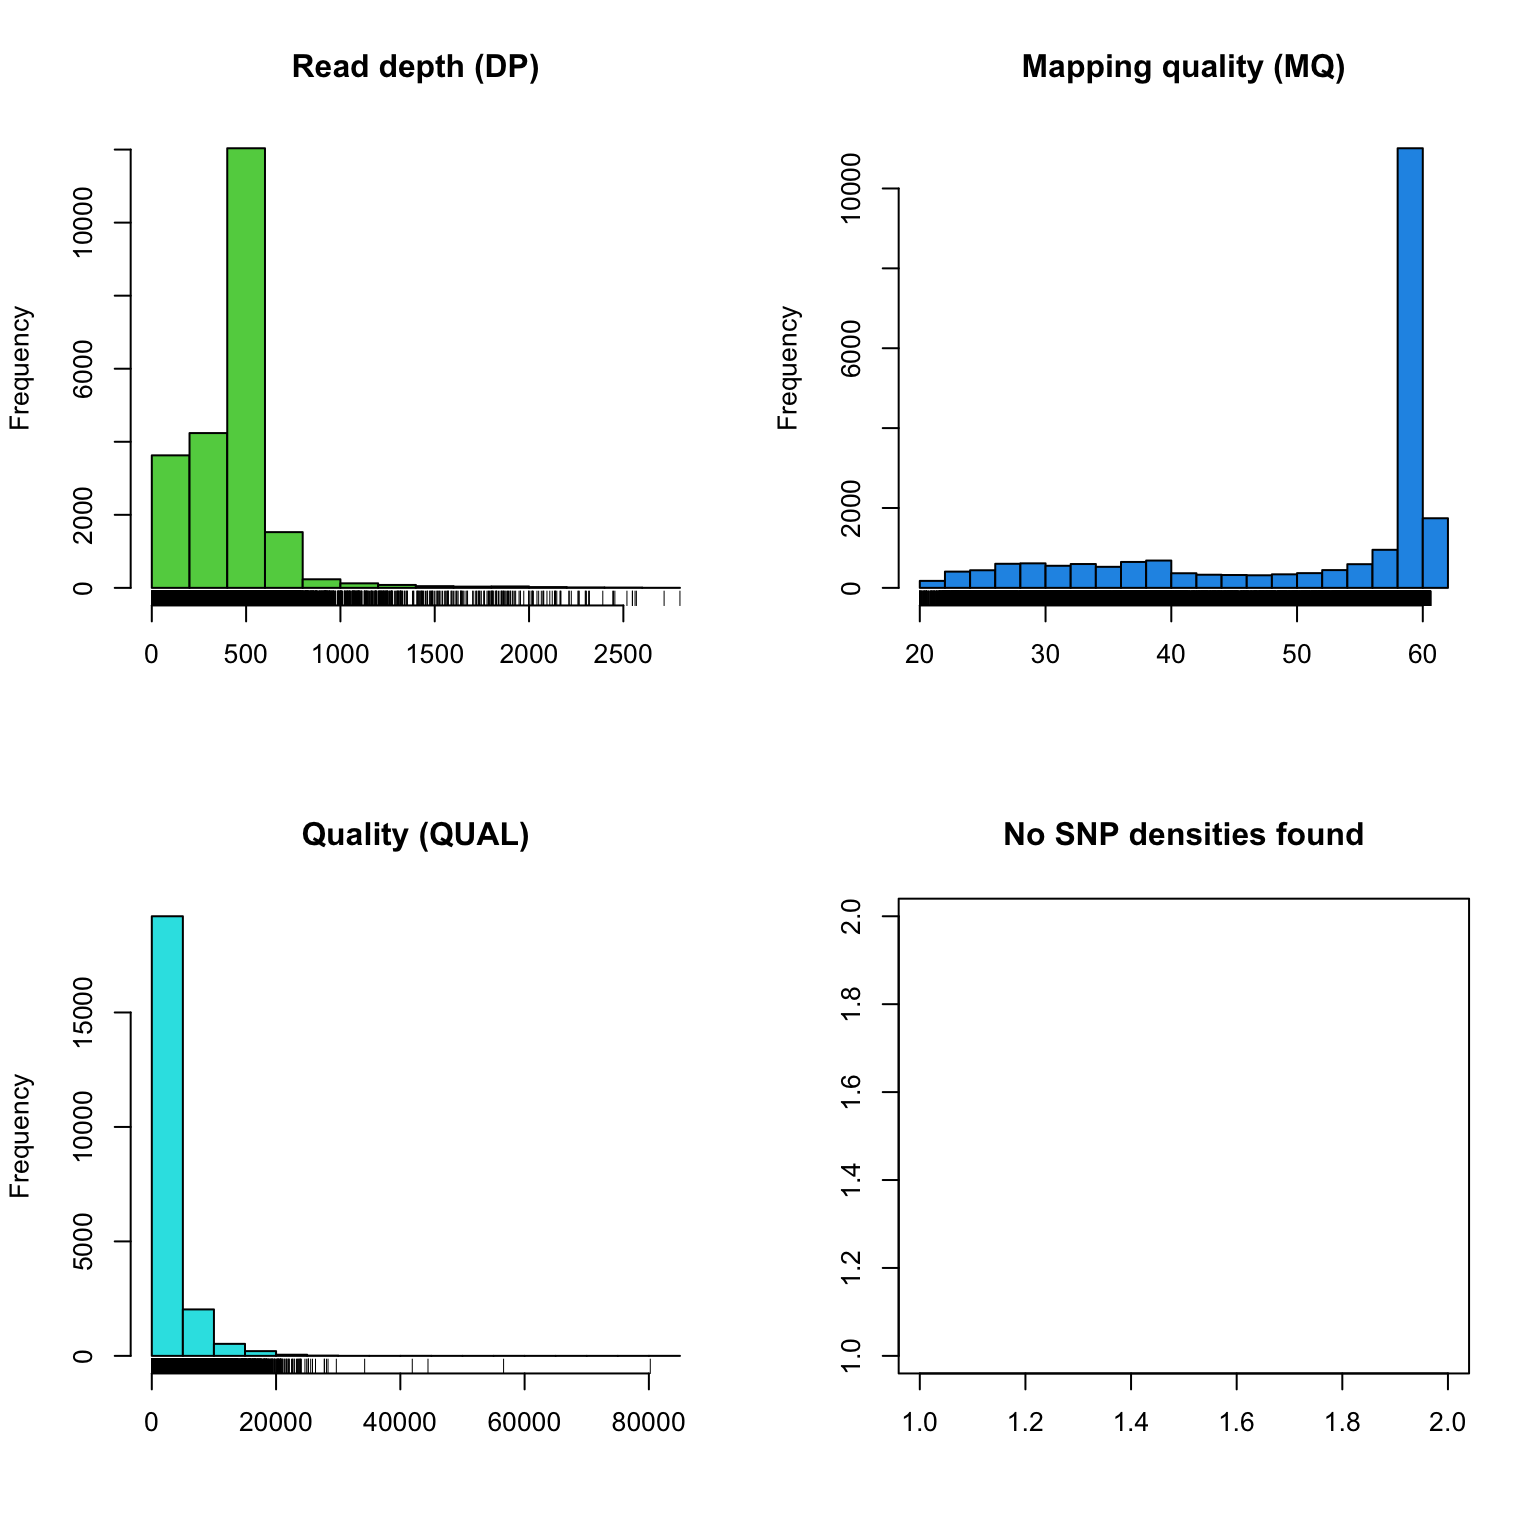 Read depth (DP)
Frequency
0 2000 6000 10000
0 500 1000 1500 2000 2500
Mapping quality (MQ)
Frequency
0 2000 6000 10000
20 30 40 50 60
Quality (QUAL)
Frequency
0 5000 10000 15000
0 20000 40000 60000 80000
No SNP densities found
1.0 1.2 1.4 1.6 1.8 2.0
1.0 1.2 1.4 1.6 1.8 2.0